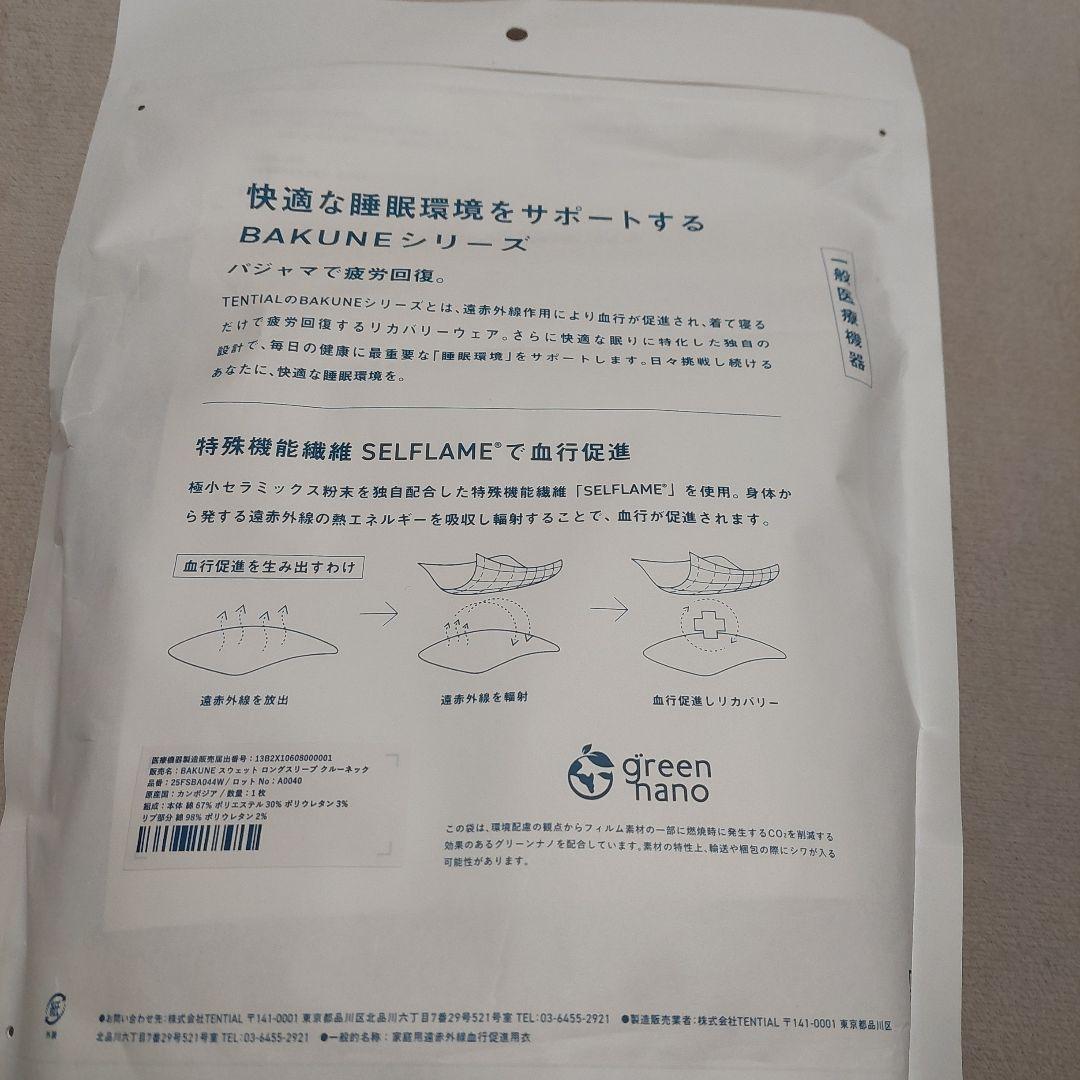 快適な睡眠環境をサポートする
BAKUNEシリーズ
パジャマで疲労回復。
TENTIALのBAKUNEシリーズとは、遠赤外線作用により血行が促進され、着て寝る
だけで疲労回復するリカバリーウェア。さらに快適な眠りに特化した独自の
設計で、毎日の健康に最重要な「睡眠環境」をサポートします。日々挑戦し続ける
あなたに、快適な睡眠環境を。
一般医療機器
特殊機能繊維 SELFLAME®で血行促進
極小セラミックス粉末を独自配合した特殊機能繊維「SELFLAME®」を使用。身体か
ら発する遠赤外線の熱エネルギーを吸収し輻射することで、血行が促進されます。
血行促進を生み出すわけ
遠赤外線を放出
遠赤外線を輻射
血行促進しリカバリー
医療機器製造販売届出番号:13B2X10608000001
販売名:BAKUNE スウェット ロングスリーブ クルーネック
品番:25FSBA044W/ロット No:A0040
原産国:カンボジア/数量:1枚
組成:本体 綿 67% ポリエステル 30% ポリウレタン 3%
リブ部分 綿 98% ポリウレタン 2%
green
nano
この袋は、環境配慮の観点からフィルム素材の一部に燃焼時に発生するCO₂を削減する
効果のあるグリーンナノを配合しています。素材の特性上、輸送や梱包の際にシワが入る
可能性があります。
紙
外装
●お問い合わせ先:株式会社TENTIAL 〒141-0001 東京都品川区北品川六丁目7番29号521号室 TEL:03-6455-2921 ●製造販売業者:株式会社TENTIAL 〒141-0001 東京都品川区
北品川六丁目7番29号521号室 TEL:03-6455-2921 ●一般的名称:家庭用遠赤外線血行促進用衣